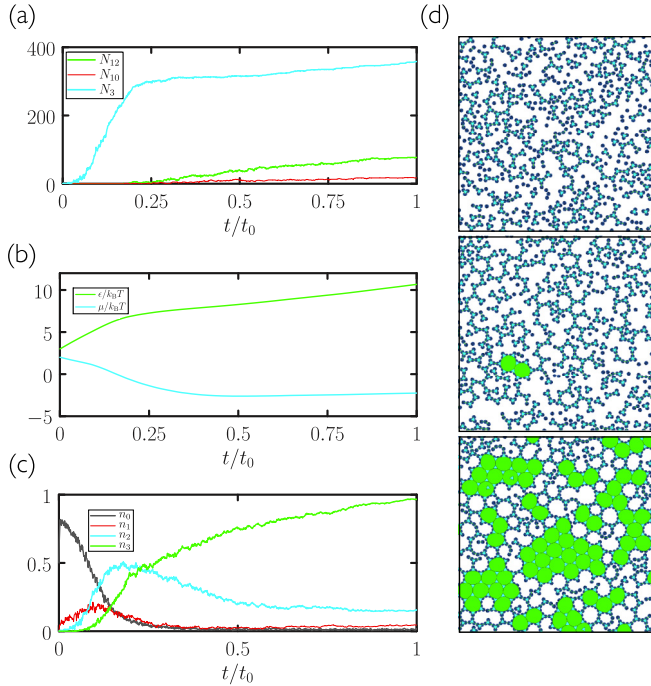 (a)
400
200
0
N₁₂
N₁₀
N₃
0 0.25 0.5 0.75 1
t/t₀
(b)
10
5
0
−5
ϵ/k_BT
μ/k_BT
0 0.25 0.5 0.75 1
t/t₀
(c)
1
0.5
0
n₀
n₁
n₂
n₃
0 0.5 1
t/t₀
(d)